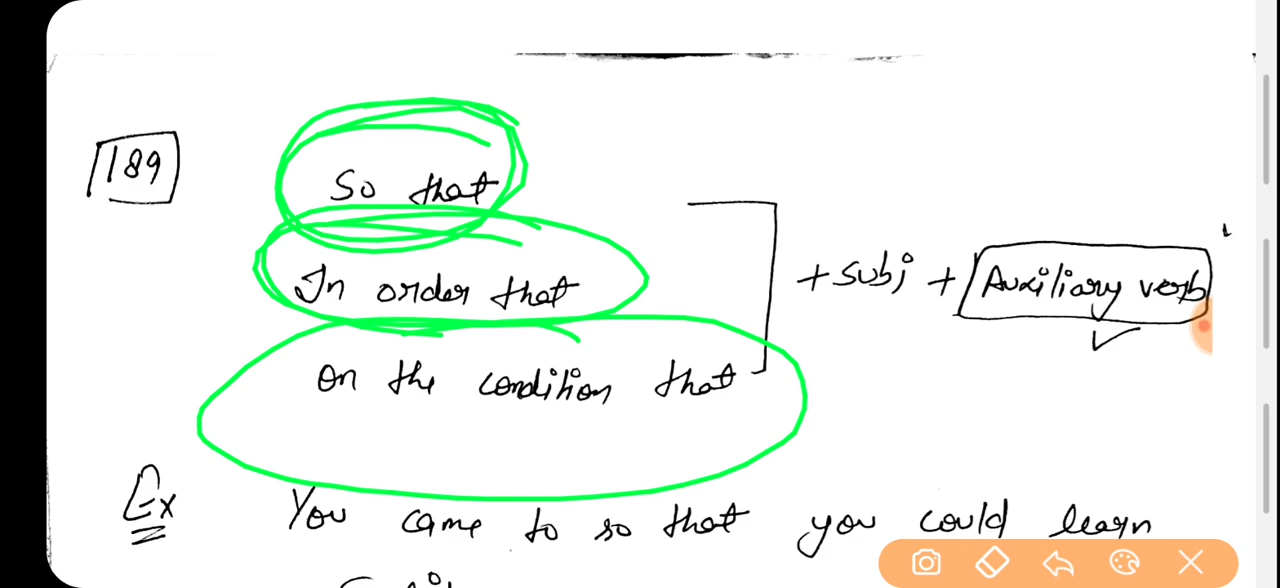 189
So that
In order that
+ subj + Auxiliary verb
on the condition that
Ex You came to so that you could learn